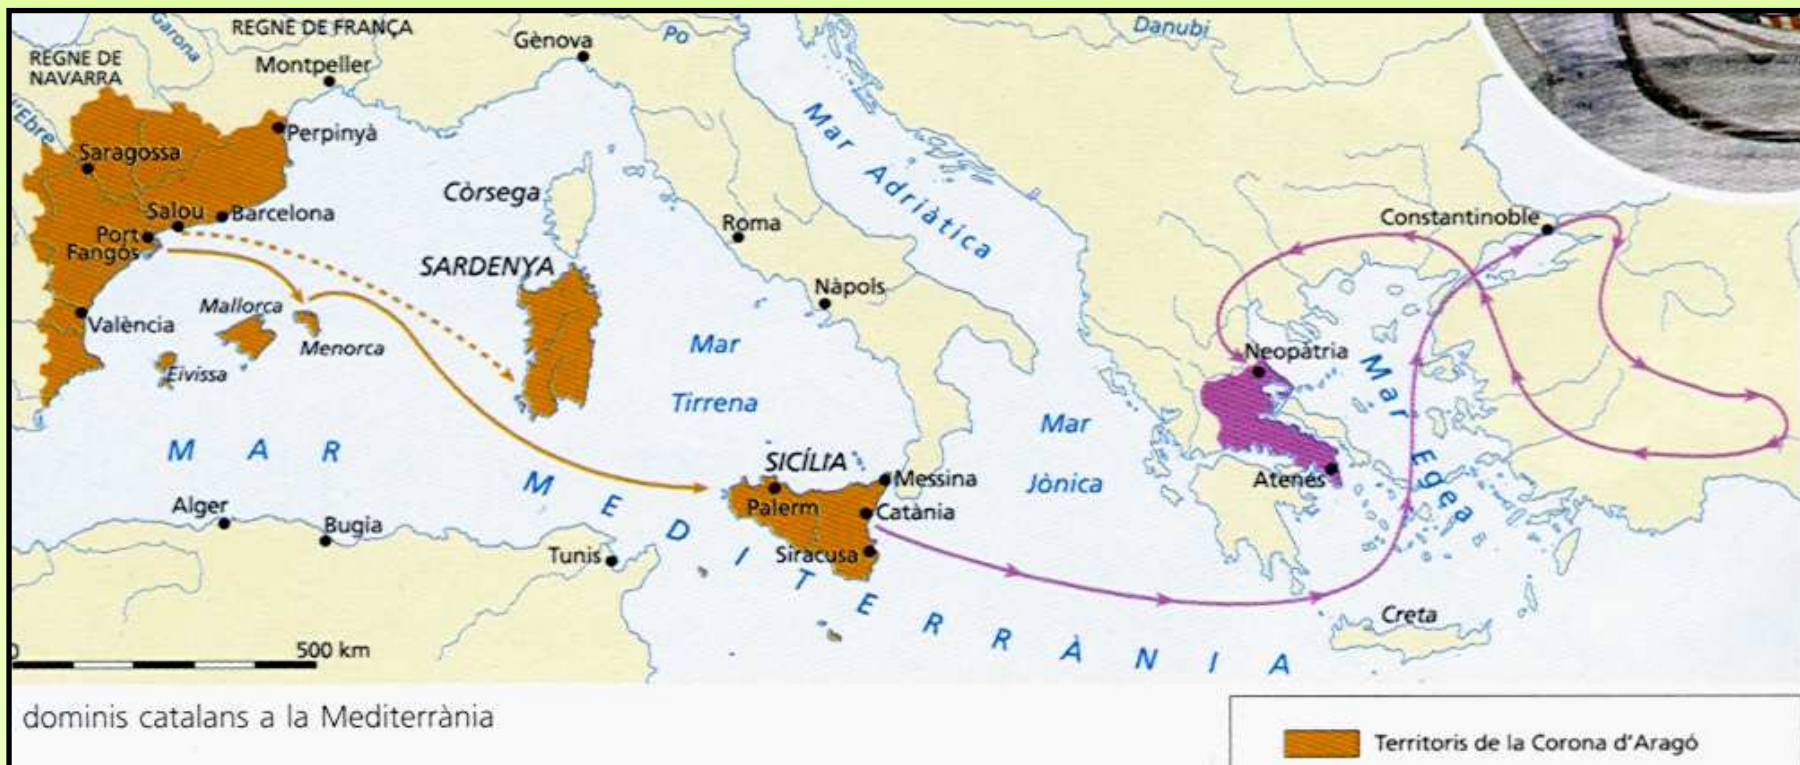 Garona
REGNE DE FRANÇA
Gènova
Po
Danubi
REGNE DE
NAVARRA
Montpeller
l'Ebre
Perpinyà
Saragossa
Mar Adriàtica
Còrsega
Salou
Barcelona
Roma
Constantinoble
Port
Fangós
SARDENYA
Nàpols
Mallorca
València
Menorca
Eivissa
Mar
Tirrena
Neopàtria
Mar Egea
Mar
Jònica
MAR
MEDITERRÀNIA
SICÍLIA
Messina
Atenes
Palerm
Catània
Alger
Bugia
Tunis
Siracusa
Creta
0
500 km
dominis catalans a la Mediterrània
Territoris de la Corona d'Aragó